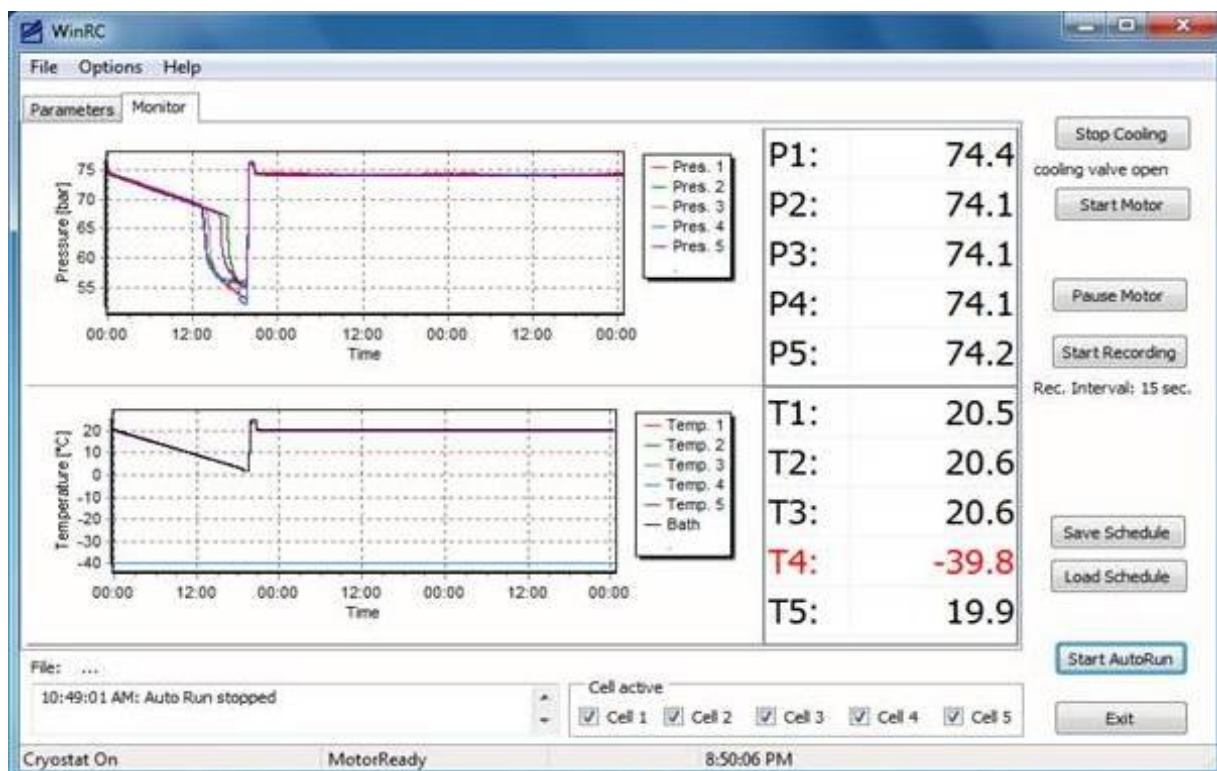 WinRC
File Options Help
Parameters Monitor
75
70
65
60
55
Pressure [bar]
00:00 12:00 00:00 12:00 00:00 12:00 00:00
Time
Pres. 1
Pres. 2
Pres. 3
Pres. 4
Pres. 5
P1: 74.4
P2: 74.1
P3: 74.1
P4: 74.1
P5: 74.2
Stop Cooling
cooling valve open
Start Motor
Pause Motor
Start Recording
Rec. Interval: 15 sec.
20
10
0
-10
-20
-30
-40
Temperature [°C]
00:00 12:00 00:00 12:00 00:00 12:00 00:00
Time
Temp. 1
Temp. 2
Temp. 3
Temp. 4
Temp. 5
Bath
T1: 20.5
T2: 20.6
T3: 20.6
T4: -39.8
T5: 19.9
Save Schedule
Load Schedule
Start AutoRun
File: ...
10:49:01 AM: Auto Run stopped
Cell active
Cell 1 Cell 2 Cell 3 Cell 4 Cell 5
Exit
Cryostat On MotorReady 8:50:06 PM